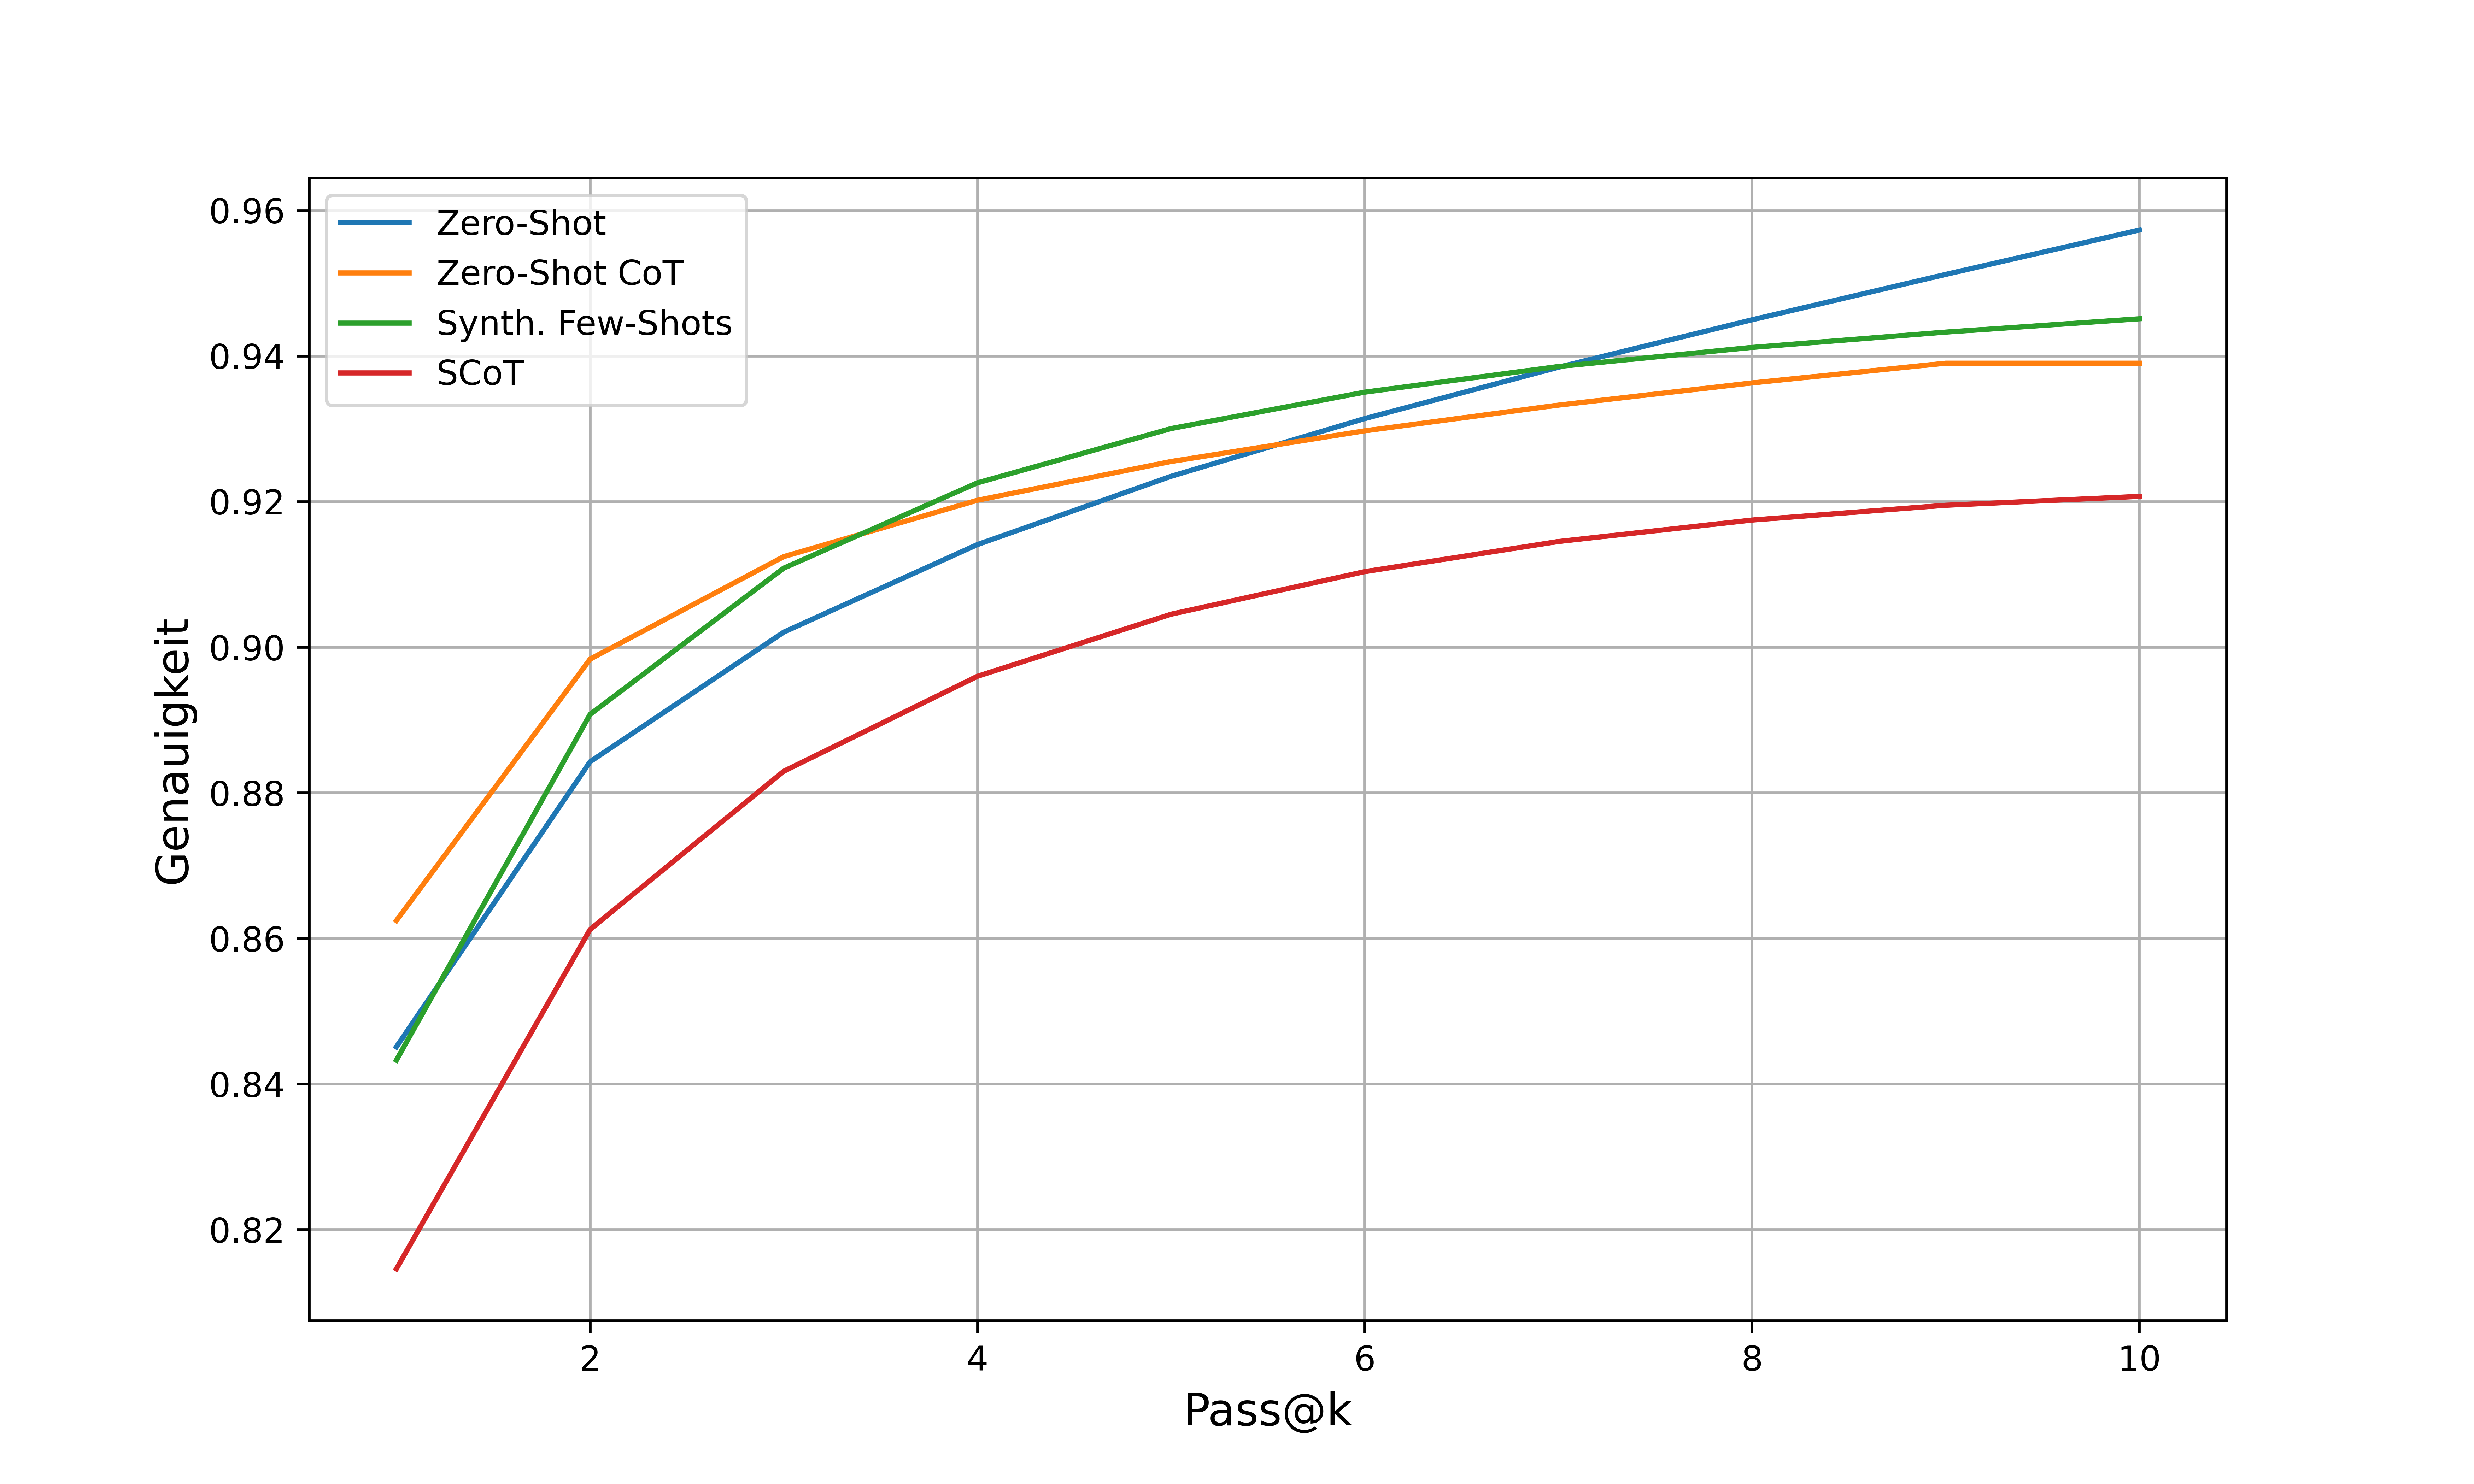 Zero-Shot
Zero-Shot CoT
Synth. Few-Shots
SCoT
0.96
0.94
0.92
0.90
0.88
0.86
0.84
0.82
Genauigkeit
2 4 6 8 10
Pass@k